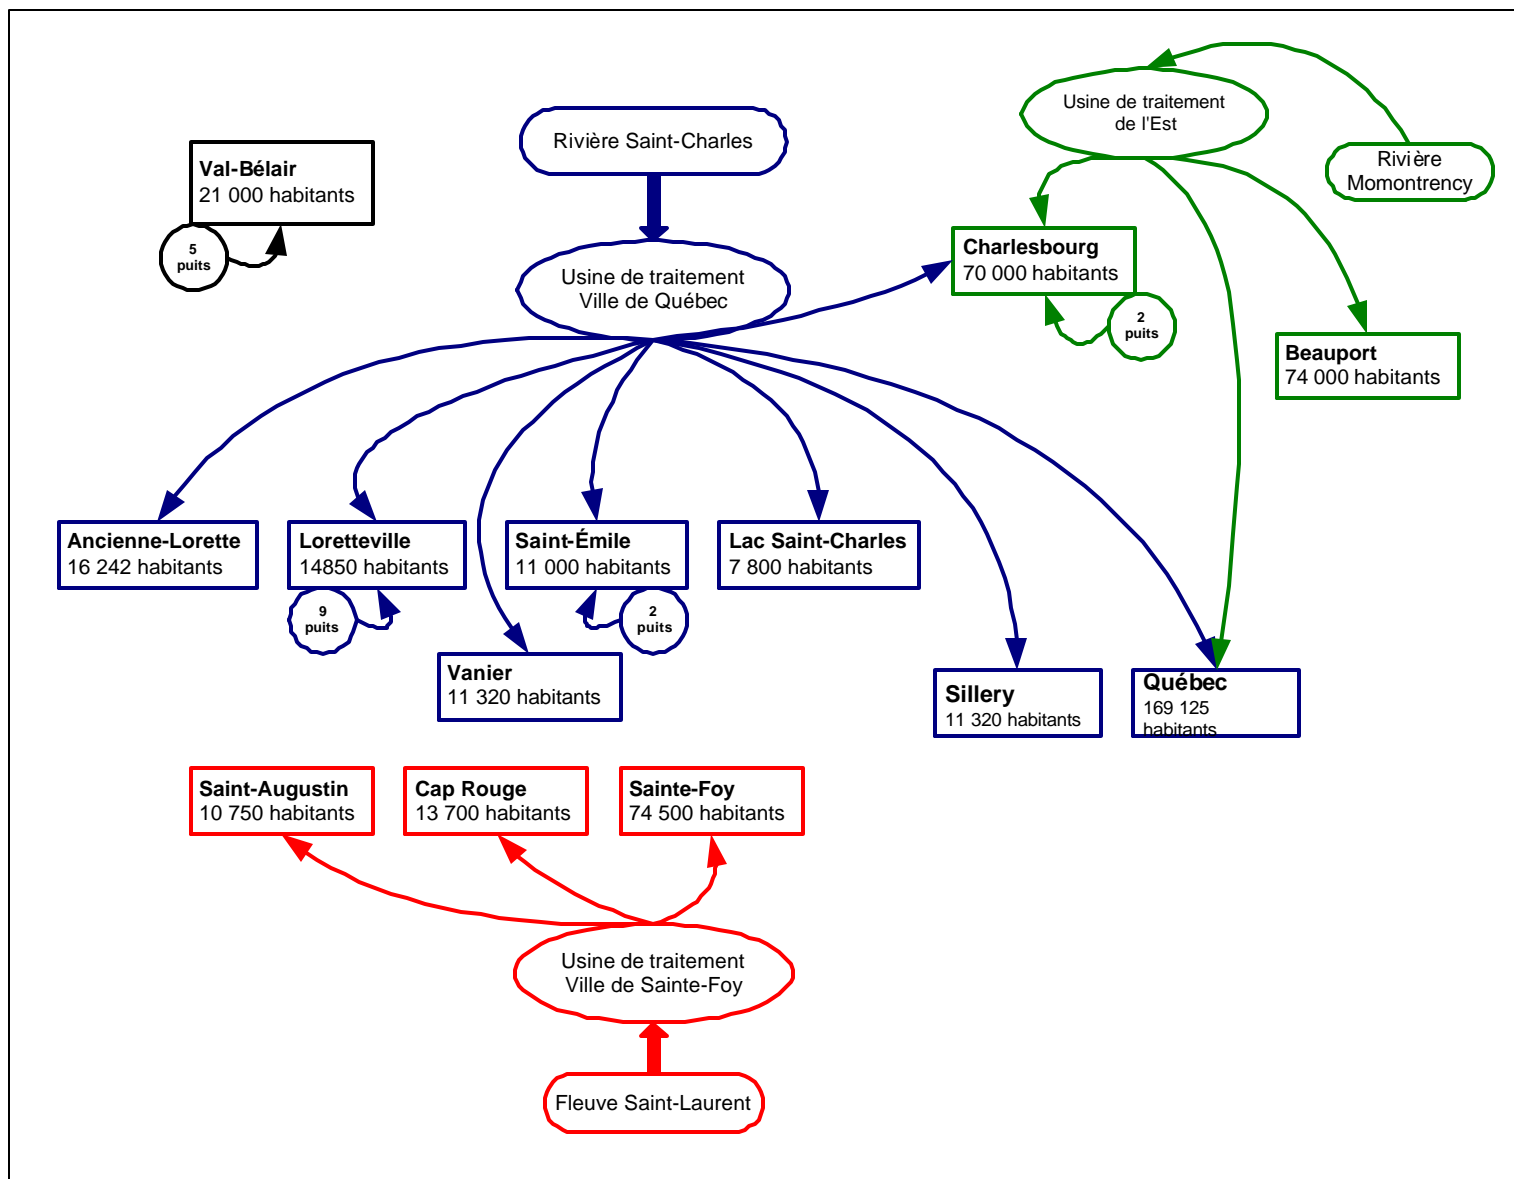 Usine de traitement
de l'Est
Rivière Saint-Charles
Rivière
Momontrency
Val-Bélair
21 000 habitants
5
puits
Usine de traitement
Ville de Québec
Charlesbourg
70 000 habitants
2
puits
Beauport
74 000 habitants
Ancienne-Lorette
16 242 habitants
Loretteville
14850 habitants
9
puits
Saint-Émile
11 000 habitants
2
puits
Lac Saint-Charles
7 800 habitants
Vanier
11 320 habitants
Sillery
11 320 habitants
Québec
169 125
habitants
Saint-Augustin
10 750 habitants
Cap Rouge
13 700 habitants
Sainte-Foy
74 500 habitants
Usine de traitement
Ville de Sainte-Foy
Fleuve Saint-Laurent